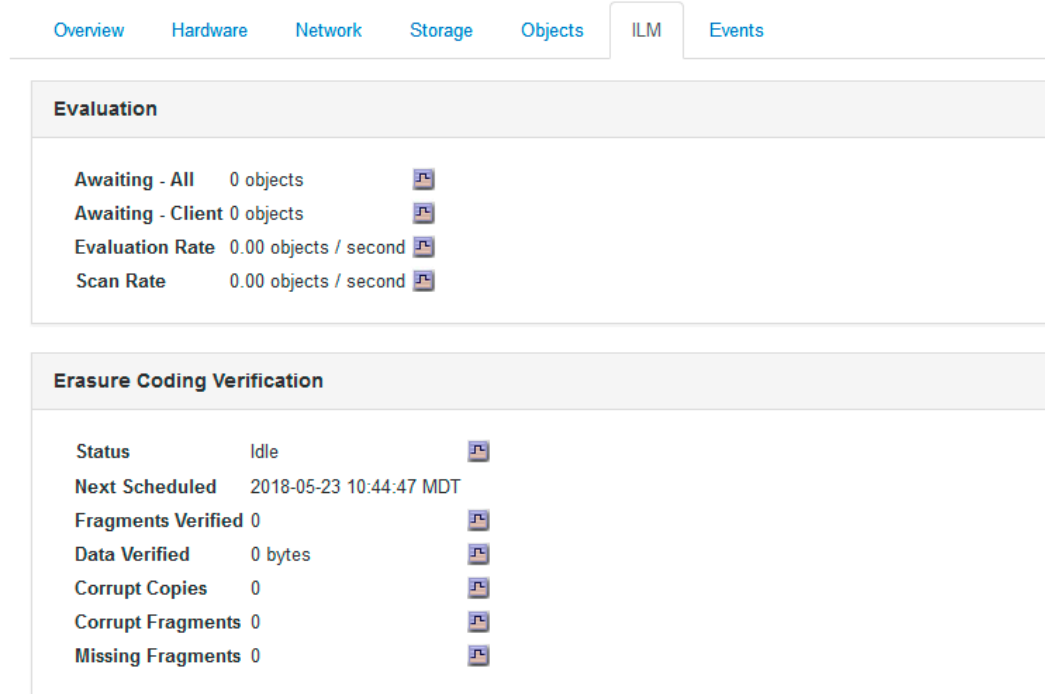 Overview Hardware Network Storage Objects ILM Events
Evaluation
Awaiting - All 0 objects
Awaiting - Client 0 objects
Evaluation Rate 0.00 objects / second
Scan Rate 0.00 objects / second
Erasure Coding Verification
Status Idle
Next Scheduled 2018-05-23 10:44:47 MDT
Fragments Verified 0
Data Verified 0 bytes
Corrupt Copies 0
Corrupt Fragments 0
Missing Fragments 0